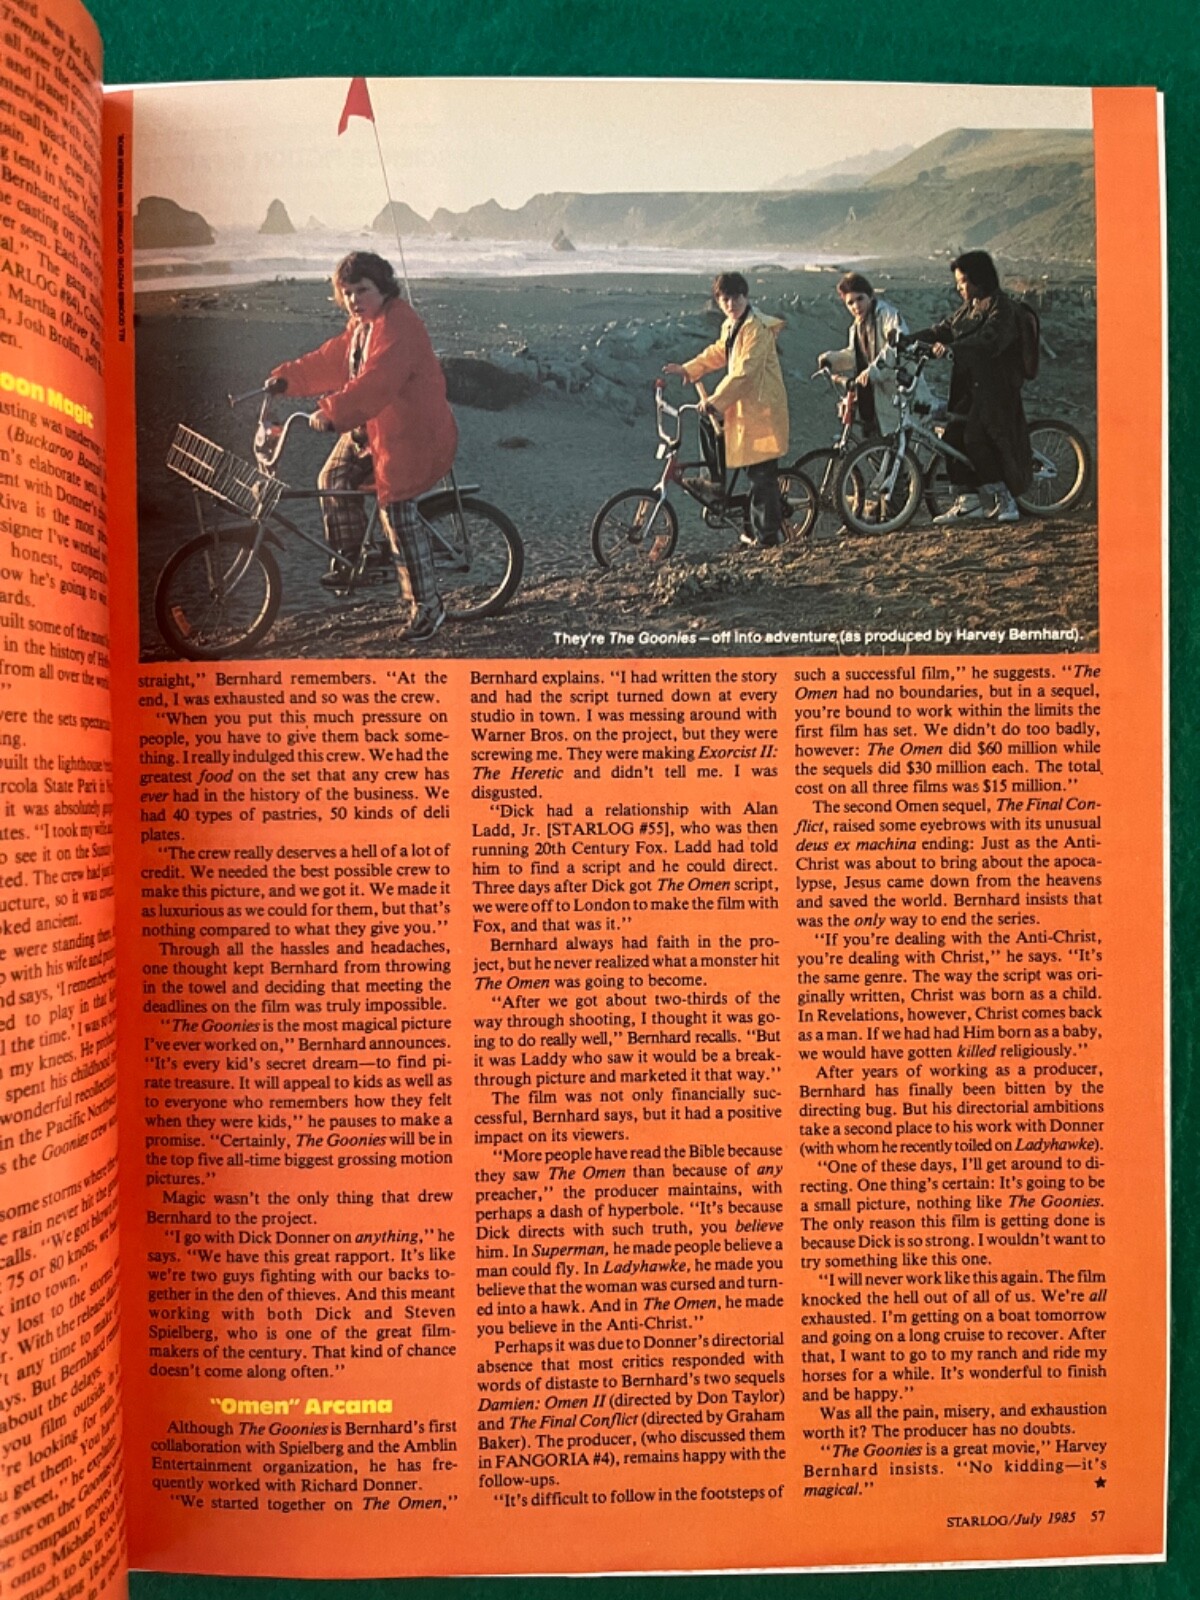 ALL GOONIES PHOTOS: COPYRIGHT 1985 WARNER BROS.
They're The Goonies—off into adventure (as produced by Harvey Bernhard).
straight," Bernhard remembers. "At the
end, I was exhausted and so was the crew.
"When you put this much pressure on
people, you have to give them back some-
thing. I really indulged this crew. We had the
greatest food on the set that any crew has
ever had in the history of the business. We
had 40 types of pastries, 50 kinds of deli
plates.
"The crew really deserves a hell of a lot of
credit. We needed the best possible crew to
make this picture, and we got it. We made it
as luxurious as we could for them, but that's
nothing compared to what they give you."
Through all the hassles and headaches,
one thought kept Bernhard from throwing
in the towel and deciding that meeting the
deadlines on the film was truly impossible.
"The Goonies is the most magical picture
I've ever worked on," Bernhard announces.
"It's every kid's secret dream—to find pi-
rate treasure. It will appeal to kids as well as
to everyone who remembers how they felt
when they were kids," he pauses to make a
promise. "Certainly, The Goonies will be in
the top five all-time biggest grossing motion
pictures."
Magic wasn't the only thing that drew
Bernhard to the project.
"I go with Dick Donner on anything," he
says. "We have this great rapport. It's like
we're two guys fighting with our backs to-
gether in the den of thieves. And this meant
working with both Dick and Steven
Spielberg, who is one of the great film-
makers of the century. That kind of chance
doesn't come along often."
"Omen" Arcana
Although The Goonies is Bernhard's first
collaboration with Spielberg and the Amblin
Entertainment organization, he has fre-
quently worked with Richard Donner.
"We started together on The Omen,"
Bernhard explains. "I had written the story
and had the script turned down at every
studio in town. I was messing around with
Warner Bros. on the project, but they were
screwing me. They were making Exorcist II:
The Heretic and didn't tell me. I was
disgusted.
"Dick had a relationship with Alan
Ladd, Jr. [STARLOG #55], who was then
running 20th Century Fox. Ladd had told
him to find a script and he could direct.
Three days after Dick got The Omen script,
we were off to London to make the film with
Fox, and that was it."
Bernhard always had faith in the pro-
ject, but he never realized what a monster hit
The Omen was going to become.
"After we got about two-thirds of the
way through shooting, I thought it was go-
ing to do really well," Bernhard recalls. "But
it was Laddy who saw it would be a break-
through picture and marketed it that way."
The film was not only financially suc-
cessful, Bernhard says, but it had a positive
impact on its viewers.
"More people have read the Bible because
they saw The Omen than because of any
preacher," the producer maintains, with
perhaps a dash of hyperbole. "It's because
Dick directs with such truth, you believe
him. In Superman, he made people believe a
man could fly. In Ladyhawke, he made you
believe that the woman was cursed and turn-
ed into a hawk. And in The Omen, he made
you believe in the Anti-Christ."
Perhaps it was due to Donner's directorial
absence that most critics responded with
words of distaste to Bernhard's two sequels
Damien: Omen II (directed by Don Taylor)
and The Final Conflict (directed by Graham
Baker). The producer, (who discussed them
in FANGORIA #4), remains happy with the
follow-ups.
"It's difficult to follow in the footsteps of
such a successful film," he suggests. "The
Omen had no boundaries, but in a sequel,
you're bound to work within the limits the
first film has set. We didn't do too badly,
however: The Omen did $60 million while
the sequels did $30 million each. The total
cost on all three films was $15 million."
The second Omen sequel, The Final Con-
flict, raised some eyebrows with its unusual
deus ex machina ending: Just as the Anti-
Christ was about to bring about the apoca-
lypse, Jesus came down from the heavens
and saved the world. Bernhard insists that
was the only way to end the series.
"If you're dealing with the Anti-Christ,
you're dealing with Christ," he says. "It's
the same genre. The way the script was ori-
ginally written, Christ was born as a child.
In Revelations, however, Christ comes back
as a man. If we had had Him born as a baby,
we would have gotten killed religiously."
After years of working as a producer,
Bernhard has finally been bitten by the
directing bug. But his directorial ambitions
take a second place to his work with Donner
(with whom he recently toiled on Ladyhawke).
"One of these days, I'll get around to di-
recting. One thing's certain: It's going to be
a small picture, nothing like The Goonies.
The only reason this film is getting done is
because Dick is so strong. I wouldn't want to
try something like this one.
"I will never work like this again. The film
knocked the hell out of all of us. We're all
exhausted. I'm getting on a boat tomorrow
and going on a long cruise to recover. After
that, I want to go to my ranch and ride my
horses for a while. It's wonderful to finish
and be happy."
Was all the pain, misery, and exhaustion
worth it? The producer has no doubts.
"The Goonies is a great movie," Harvey
Bernhard insists. "No kidding—it's
magical." ★
STARLOG/July 1985 57